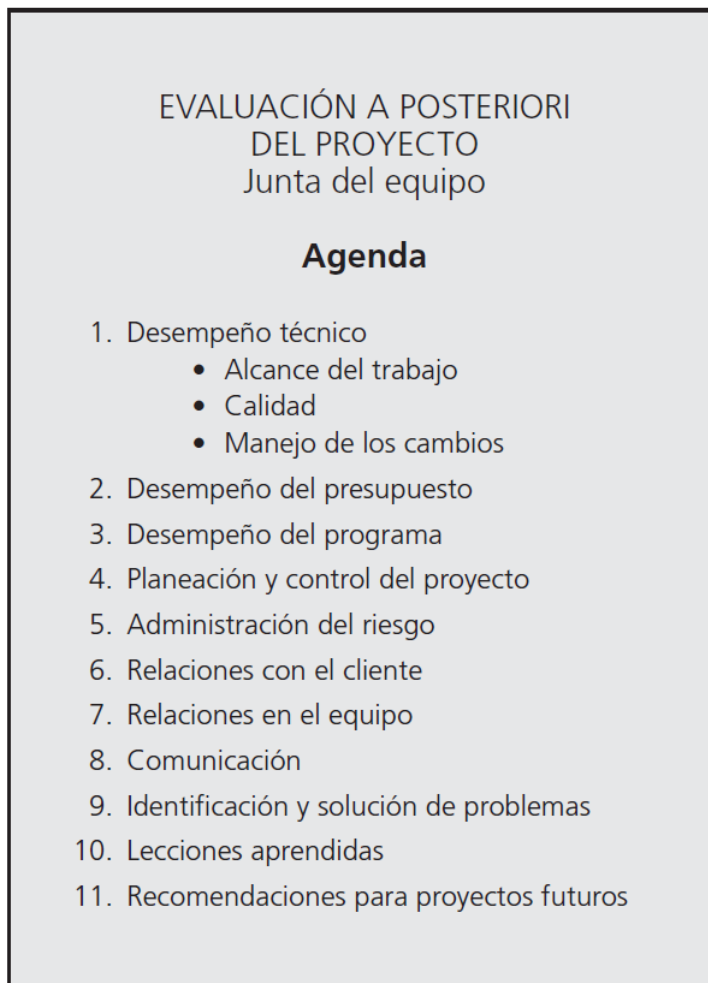 EVALUACIÓN A POSTERIORI
DEL PROYECTO
Junta del equipo
Agenda
1. Desempeño técnico
• Alcance del trabajo
• Calidad
• Manejo de los cambios
2. Desempeño del presupuesto
3. Desempeño del programa
4. Planeación y control del proyecto
5. Administración del riesgo
6. Relaciones con el cliente
7. Relaciones en el equipo
8. Comunicación
9. Identificación y solución de problemas
10. Lecciones aprendidas
11. Recomendaciones para proyectos futuros